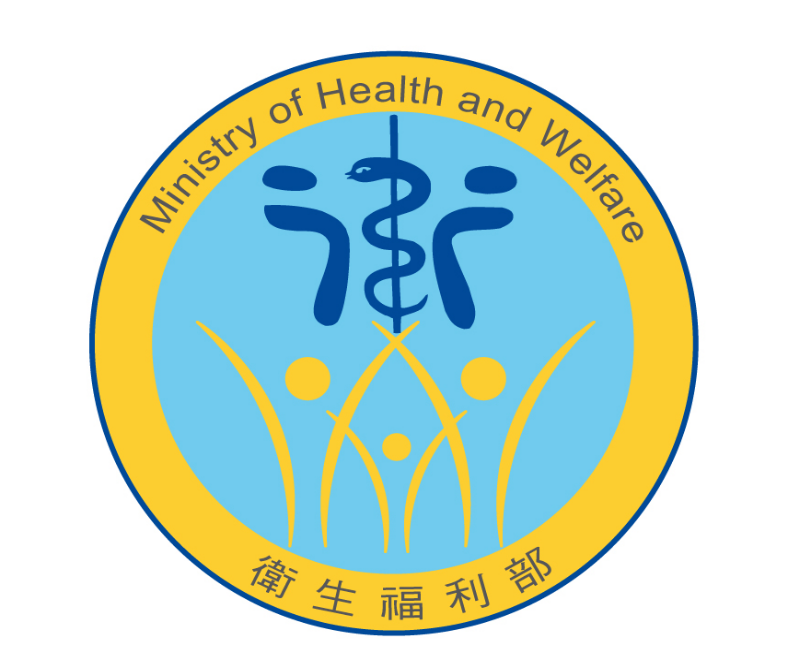 Ministry of Health and Welfare
衛生福利部